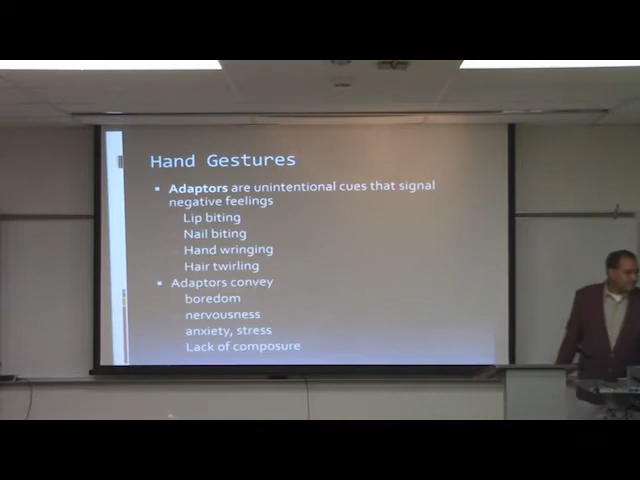 Hand Gestures
▪ Adaptors are unintentional cues that signal
negative feelings
Lip biting
Nail biting
Hand wringing
Hair twirling
▪ Adaptors convey
boredom
nervousness
anxiety, stress
Lack of composure